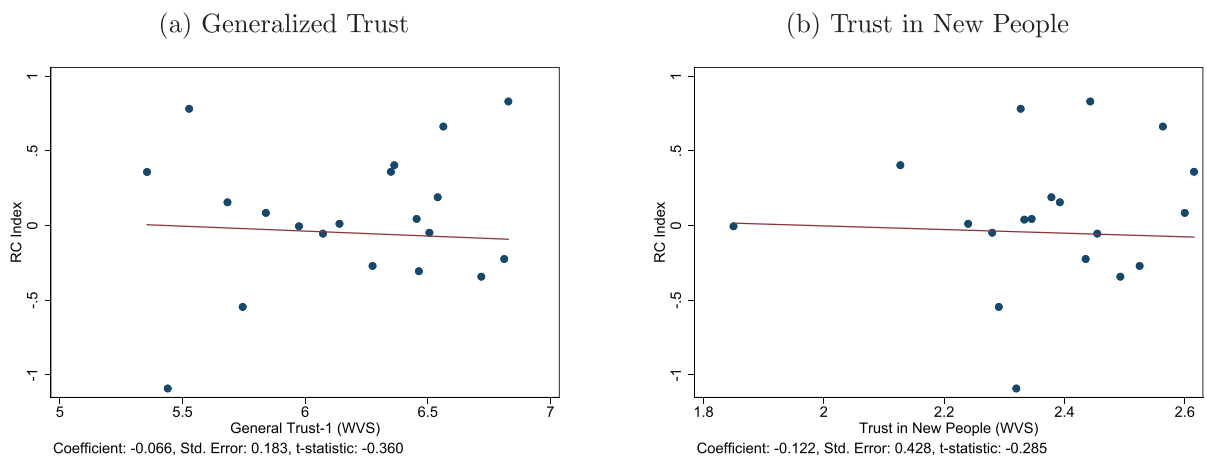 (a) Generalized Trust
RC Index
1
.5
0
-.5
-1
5
5.5
6
6.5
7
General Trust-1 (WVS)
Coefficient: -0.066, Std. Error: 0.183, t-statistic: -0.360
(b) Trust in New People
RC Index
1
.5
0
-.5
-1
1.8
2
2.2
2.4
2.6
Trust in New People (WVS)
Coefficient: -0.122, Std. Error: 0.428, t-statistic: -0.285